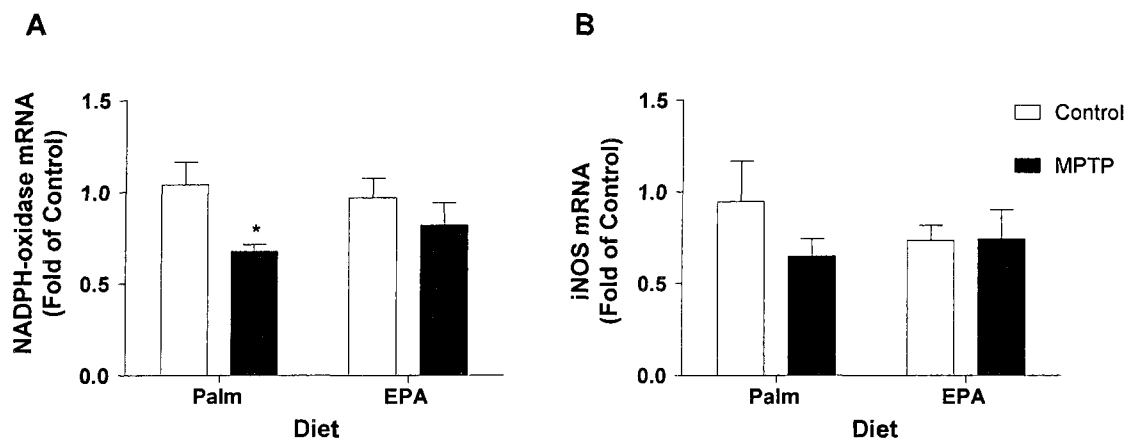 A
NADPH-oxidase mRNA
(Fold of Control)
1.5
1.0
0.5
0.0
*
Palm
EPA
Diet
B
iNOS mRNA
(Fold of Control)
1.5
1.0
0.5
0.0
Palm
EPA
Diet
Control
MPTP